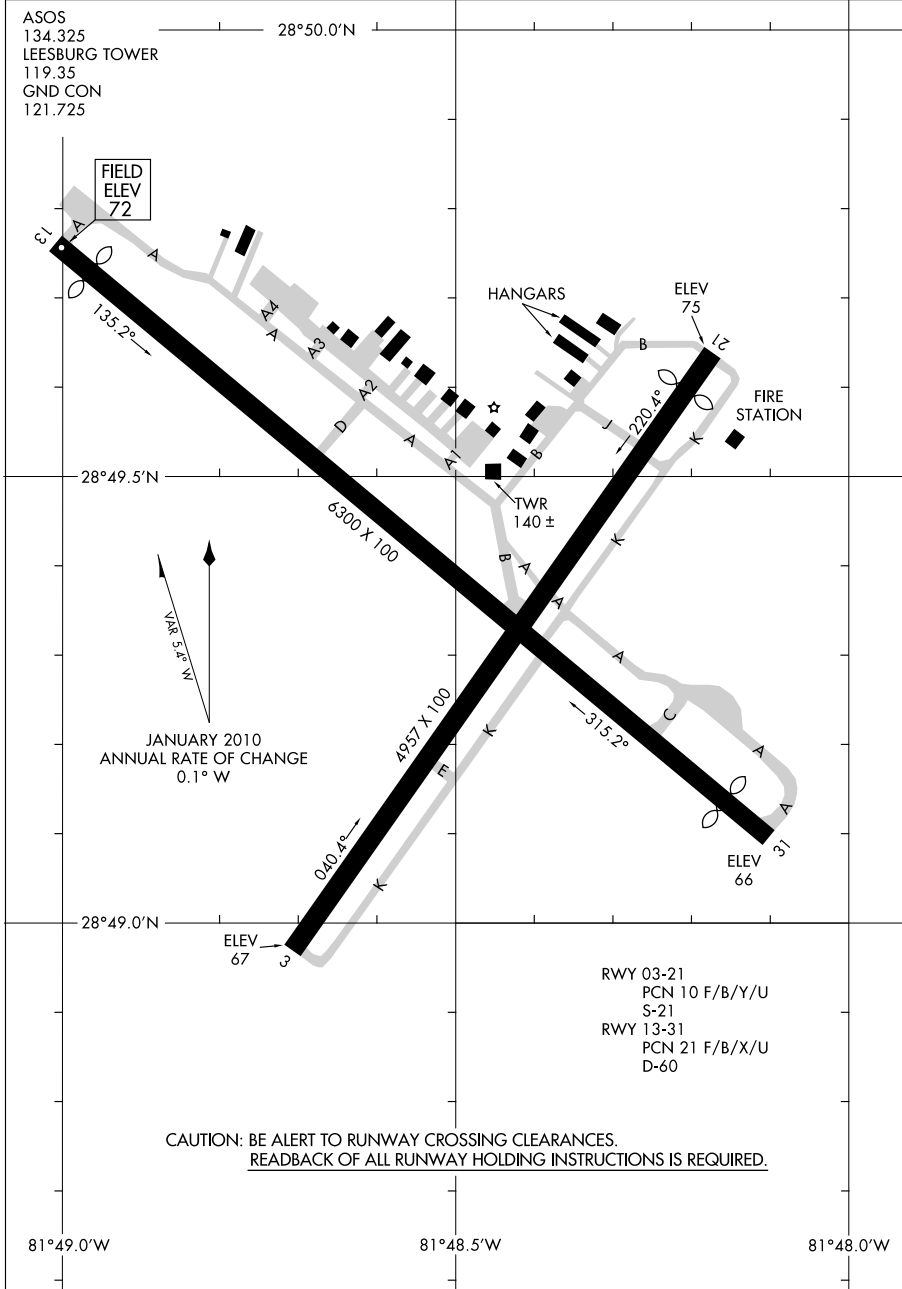 ASOS
134.325
LEESBURG TOWER
119.35
GND CON
121.725
28°50.0'N
FIELD
ELEV
72
13
A
A
135.2°
A4
A
A3
A2
D
A
A1
HANGARS
ELEV
75
21
B
FIRE
STATION
220.4°
J
K
B
28°49.5'N
TWR
140 ±
6300 X 100
K
B
A
A
A
VAR 5.4° W
C
315.2°
4957 X 100
K
A
JANUARY 2010
ANNUAL RATE OF CHANGE
0.1° W
E
A
31
ELEV
66
040.4°
K
28°49.0'N
ELEV
67
3
RWY 03-21
PCN 10 F/B/Y/U
S-21
RWY 13-31
PCN 21 F/B/X/U
D-60
CAUTION: BE ALERT TO RUNWAY CROSSING CLEARANCES.
READBACK OF ALL RUNWAY HOLDING INSTRUCTIONS IS REQUIRED.
81°49.0'W
81°48.5'W
81°48.0'W